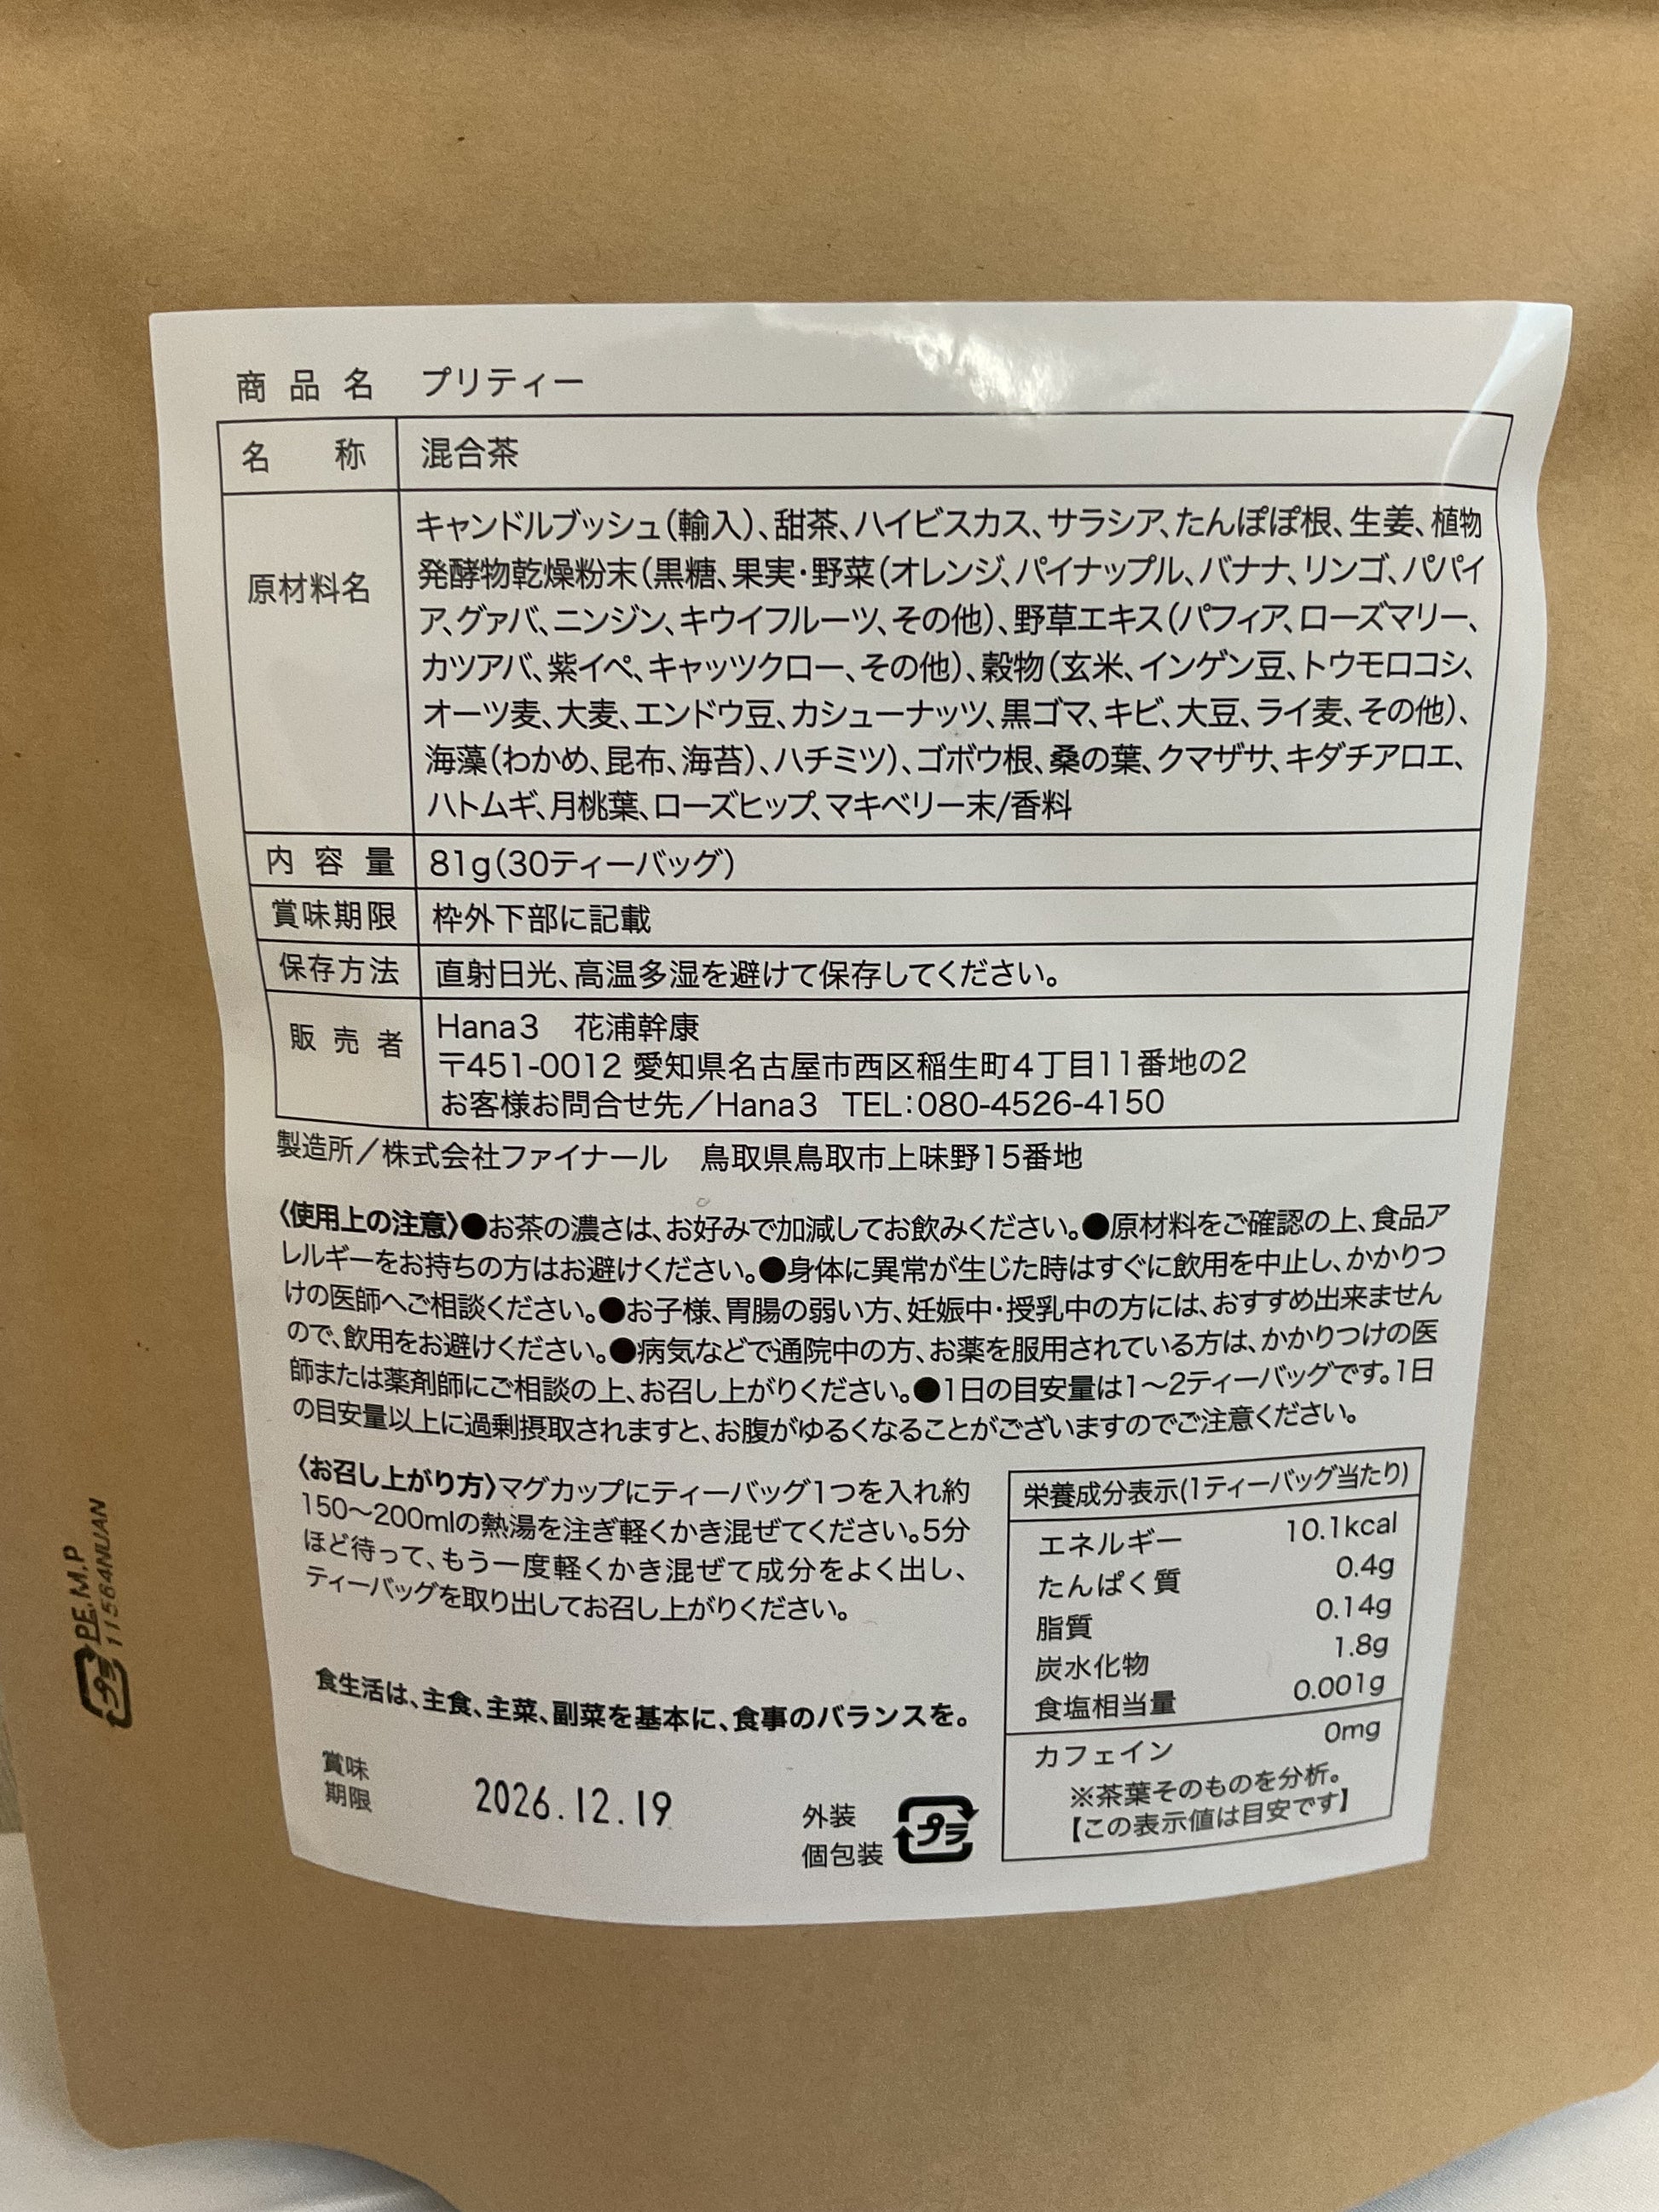 商品名 プリティー
名称 混合茶
原材料名 キャンドルブッシュ(輸入)、甜茶、ハイビスカス、サラシア、たんぽぽ根、生姜、植物
発酵物乾燥粉末(黒糖、果実・野菜(オレンジ、パイナップル、バナナ、リンゴ、パパイ
ア、グァバ、ニンジン、キウイフルーツ、その他)、野草エキス(パフィア、ローズマリー、
カツアバ、紫イペ、キャッツクロー、その他)、穀物(玄米、インゲン豆、トウモロコシ、
オーツ麦、大麦、エンドウ豆、カシューナッツ、黒ゴマ、キビ、大豆、ライ麦、その他)、
海藻(わかめ、昆布、海苔)、ハチミツ)、ゴボウ根、桑の葉、クマザサ、キダチアロエ、
ハトムギ、月桃葉、ローズヒップ、マキベリー末/香料
内容量 81g(30ティーバッグ)
賞味期限 枠外下部に記載
保存方法 直射日光、高温多湿を避けて保存してください。
販売者 Hana3 花浦幹康
〒451-0012 愛知県名古屋市西区稲生町4丁目11番地の2
お客様お問合せ先/Hana3 TEL:080-4526-4150
製造所/株式会社ファイナール 鳥取県鳥取市上味野15番地
〈使用上の注意〉●お茶の濃さは、お好みで加減してお飲みください。●原材料をご確認の上、食品ア
レルギーをお持ちの方はお避けください。●身体に異常が生じた時はすぐに飲用を中止し、かかりつ
けの医師へご相談ください。●お子様、胃腸の弱い方、妊娠中・授乳中の方には、おすすめ出来ません
ので、飲用をお避けください。●病気などで通院中の方、お薬を服用されている方は、かかりつけの医
師または薬剤師にご相談の上、お召し上がりください。●1日の目安量は1〜2ティーバッグです。1日
の目安量以上に過剰摂取されますと、お腹がゆるくなることがございますのでご注意ください。
〈お召し上がり方〉マグカップにティーバッグ1つを入れ約
150〜200mlの熱湯を注ぎ軽くかき混ぜてください。5分
ほど待って、もう一度軽くかき混ぜて成分をよく出し、
ティーバッグを取り出してお召し上がりください。
食生活は、主食、主菜、副菜を基本に、食事のバランスを。
賞味
期限
2026.12.19
外装
個包装
プラ
栄養成分表示(1ティーバッグ当たり)
エネルギー 10.1kcal
たんぱく質 0.4g
脂質 0.14g
炭水化物 1.8g
食塩相当量 0.001g
カフェイン 0mg
※茶葉そのものを分析。
【この表示値は目安です】
プラ PE.M.P
11564NUAN